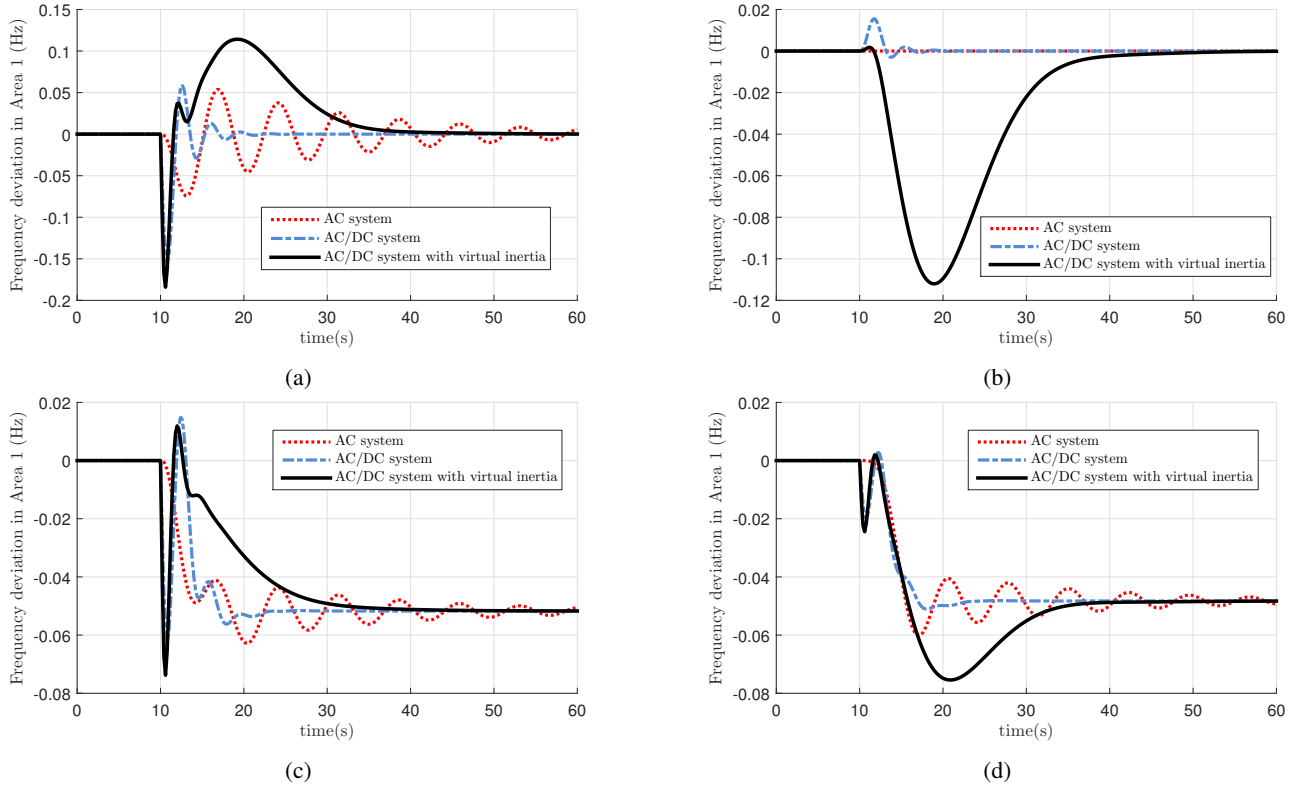 Frequency deviation in Area 1 (Hz)
0.15
0.1
0.05
0
-0.05
-0.1
-0.15
-0.2
AC system
AC/DC system
AC/DC system with virtual inertia
0 10 20 30 40 50 60
time(s)
(a)
Frequency deviation in Area 1 (Hz)
0.02
0
-0.02
-0.04
-0.06
-0.08
-0.1
-0.12
AC system
AC/DC system
AC/DC system with virtual inertia
0 10 20 30 40 50 60
time(s)
(b)
Frequency deviation in Area 1 (Hz)
0.02
0
-0.02
-0.04
-0.06
-0.08
AC system
AC/DC system
AC/DC system with virtual inertia
0 10 20 30 40 50 60
time(s)
(c)
Frequency deviation in Area 1 (Hz)
0.02
0
-0.02
-0.04
-0.06
-0.08
AC system
AC/DC system
AC/DC system with virtual inertia
0 10 20 30 40 50 60
time(s)
(d)